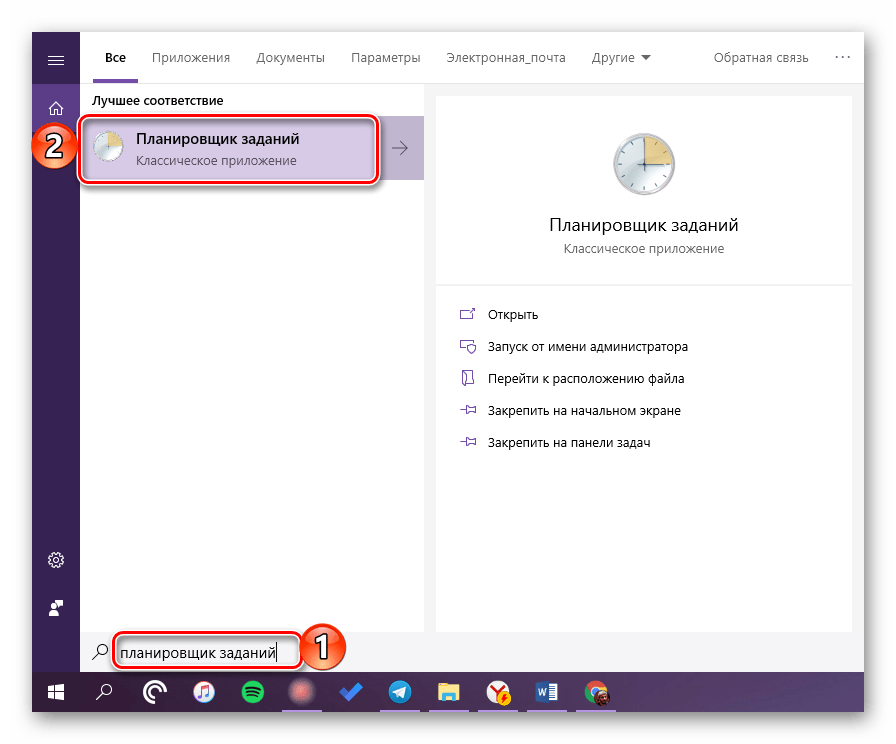 Все Приложения Документы Параметры Электронная_почта Другие Обратная связь ...
Лучшее соответствие
2
Планировщик заданий
Классическое приложение
Планировщик заданий
Классическое приложение
Открыть
Запуск от имени администратора
Перейти к расположению файла
Закрепить на начальном экране
Закрепить на панели задач
планировщик заданий
1